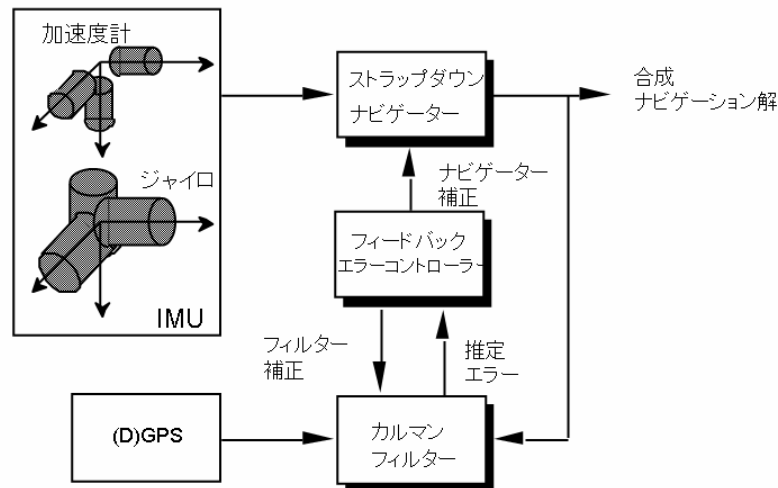 加速度計
ジャイロ
IMU
ストラップダウン
ナビゲーター
合成
ナビゲーション解
ナビゲーター
補正
フィードバック
エラーコントローラー
フィルター
補正
推定
エラー
(D)GPS
カルマン
フィルター